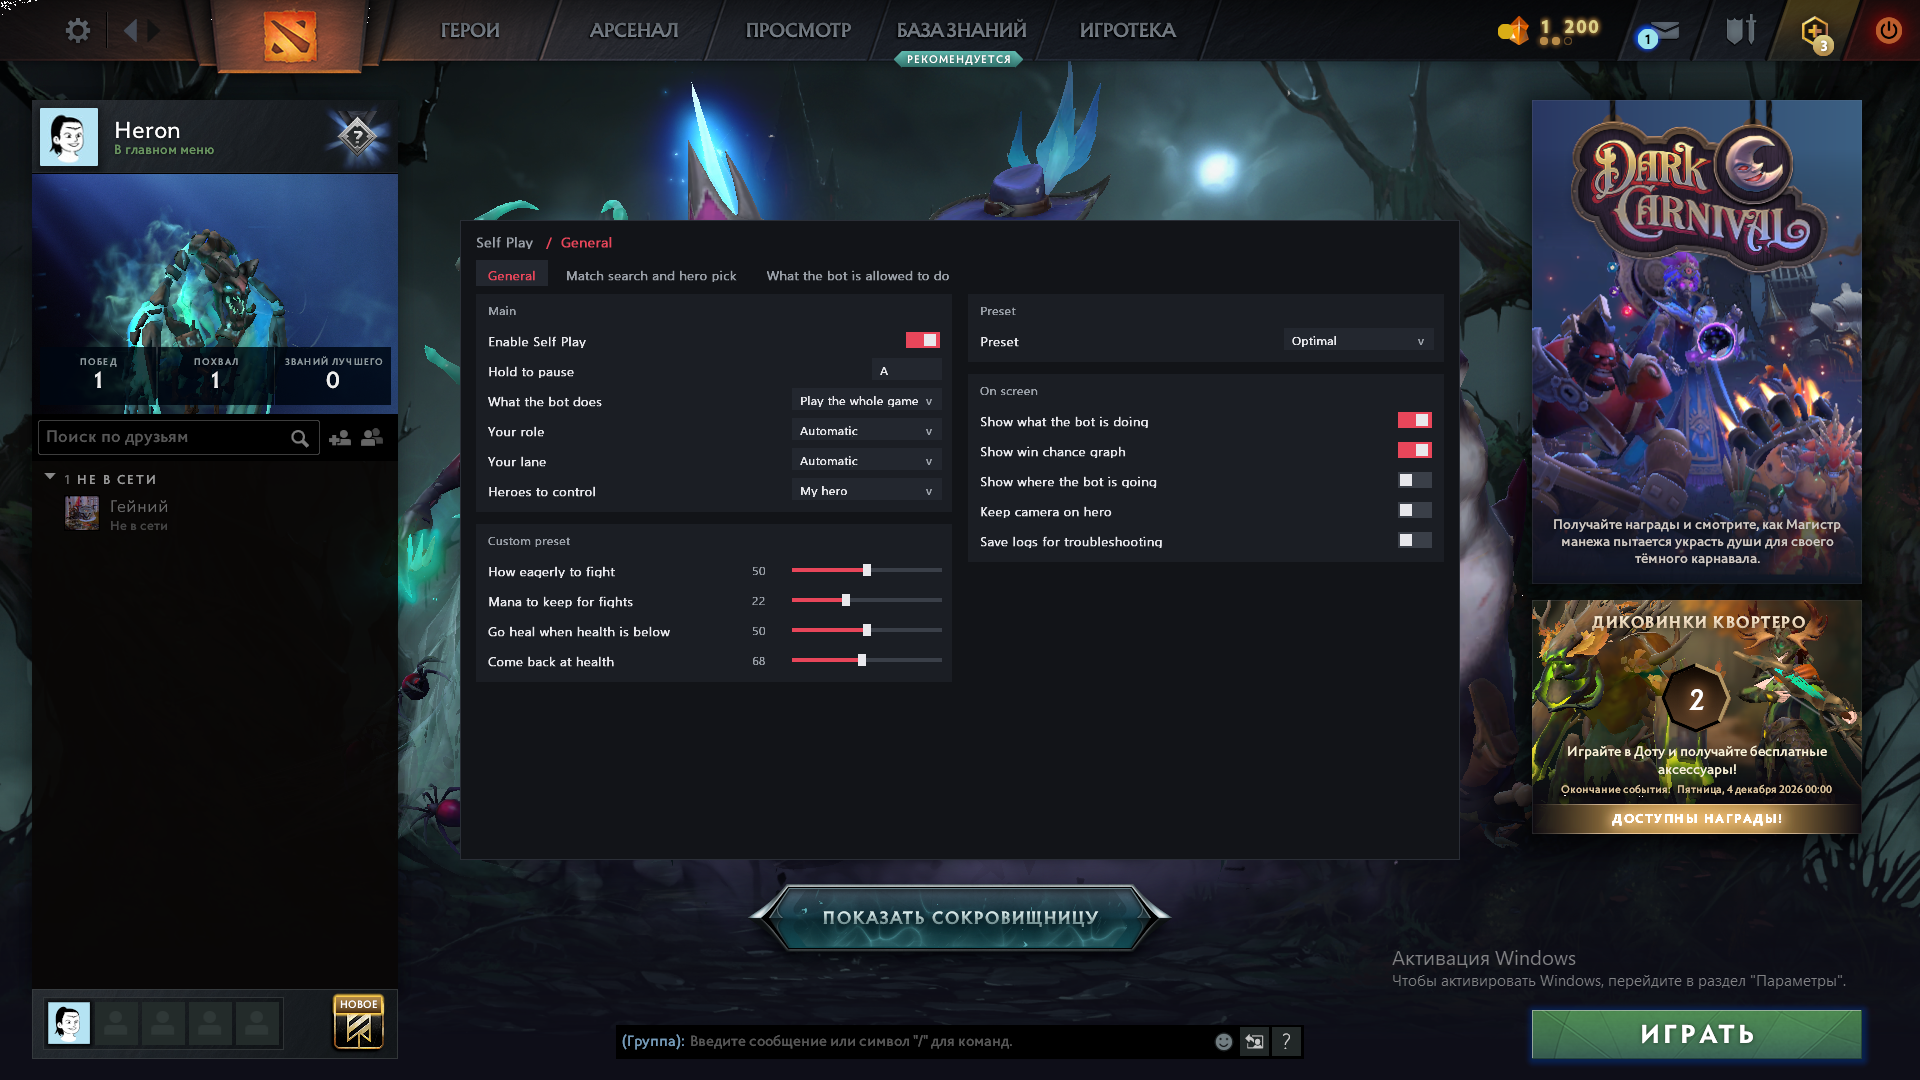 ГЕРОИ
АРСЕНАЛ
ПРОСМОТР
БАЗА ЗНАНИЙ
РЕКОМЕНДУЕТСЯ
ИГРОТЕКА
1 200
1
3
Heron
В главном меню
?
ПОБЕД
1
ПОХВАЛ
1
ЗВАНИЙ ЛУЧШЕГО
0
Поиск по друзьям
1 НЕ В СЕТИ
Гейний
Не в сети
Self Play / General
General
Match search and hero pick
What the bot is allowed to do
Main
Enable Self Play
Hold to pause A
What the bot does Play the whole game v
Your role Automatic v
Your lane Automatic v
Heroes to control My hero v
Custom preset
How eagerly to fight 50
Mana to keep for fights 22
Go heal when health is below 50
Come back at health 68
Preset
Preset Optimal v
On screen
Show what the bot is doing
Show win chance graph
Show where the bot is going
Keep camera on hero
Save logs for troubleshooting
DARK
CARNIVAL
Получайте награды и смотрите, как Магистр
манежа пытается украсть души для своего
тёмного карнавала.
ДИКОВИНКИ КВОРТЕРО
2
Играйте в Доту и получайте бесплатные
аксессуары!
Окончание события: Пятница, 4 декабря 2026 00:00
ДОСТУПНЫ НАГРАДЫ!
ПОКАЗАТЬ СОКРОВИЩНИЦУ
Активация Windows
Чтобы активировать Windows, перейдите в раздел "Параметры".
НОВОЕ
(Группа): Введите сообщение или символ "/" для команд.
?
ИГРАТЬ